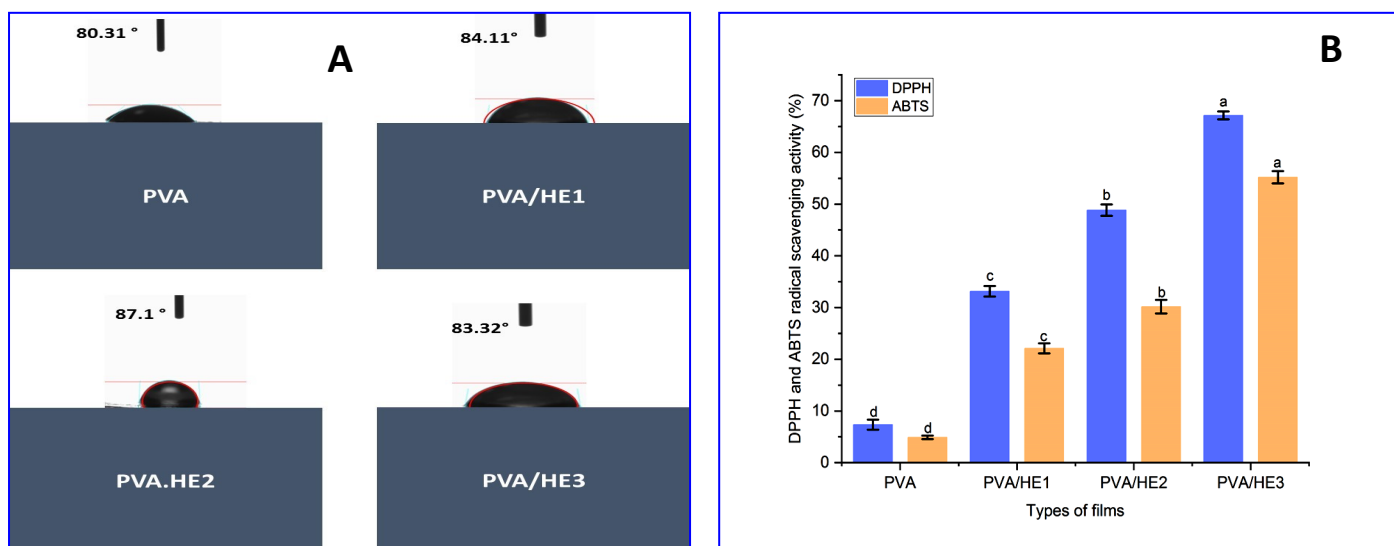 80.31 °
A
84.11°
PVA
PVA/HE1
87.1 °
83.32°
PVA.HE2
PVA/HE3
B
DPPH
ABTS
DPPH and ABTS radical scavenging activity (%)
70
60
50
40
30
20
10
0
a
a
b
b
c
c
d
d
PVA
PVA/HE1
PVA/HE2
PVA/HE3
Types of films